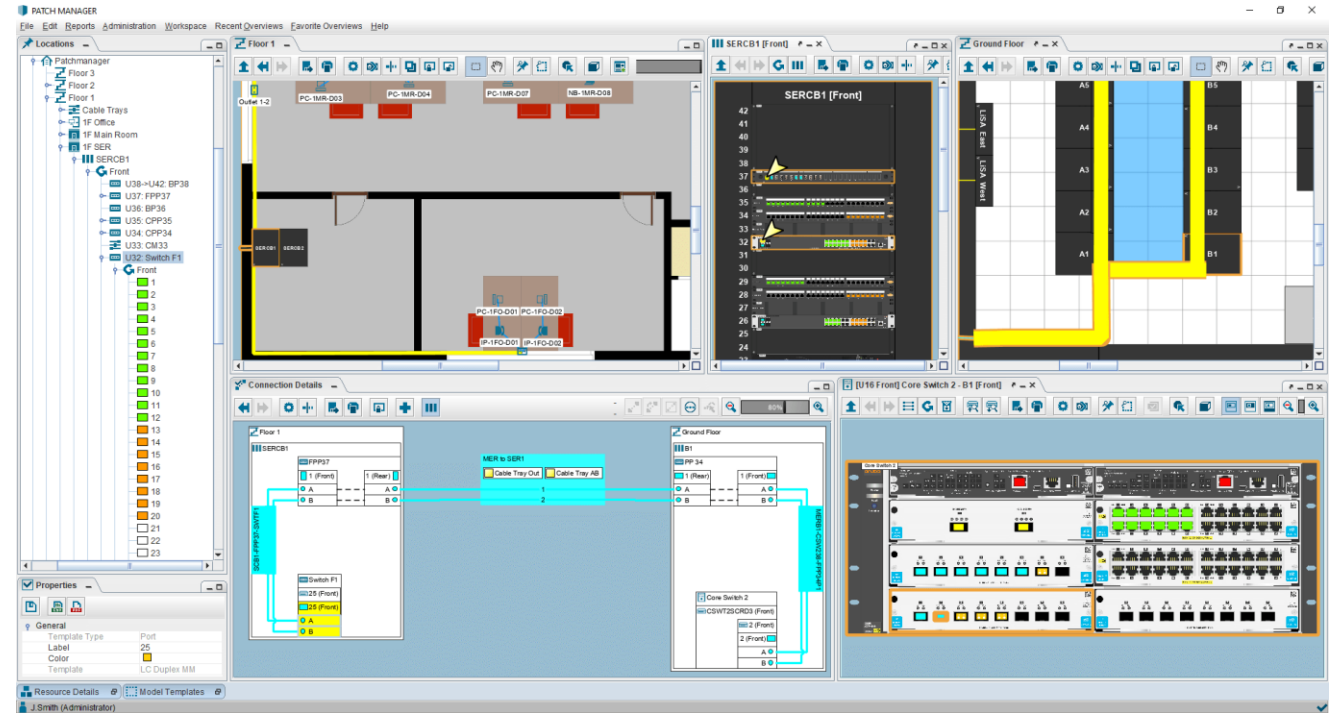 PATCH MANAGER
File Edit Reports Administration Workspace Recent Overviews Favorite Overviews Help
Locations
Patchmanager
Floor 3
Floor 2
Floor 1
Cable Trays
1F Office
1F Main Room
1F SER
SERCB1
Front
U38->U42: BP38
U37: FPP37
U36: BP36
U35: CPP35
U34: CPP34
U33: CM33
U32: Switch F1
Front
1
2
3
4
5
6
7
8
9
10
11
12
13
14
15
16
17
18
19
20
21
22
23
Properties
General
Template Type Port
Label 25
Color
Template LC Duplex MM
Resource Details
Model Templates
J.Smith (Administrator)
Floor 1
Outlet 1-2
PC-1MR-D03
PC-1MR-D04
PC-1MR-D07
NB-1MR-D08
SERCB1
SERCB2
PC-1FO-D01
PC-1FO-D02
IP-1FO-D01
IP-1FO-D02
SERCB1 [Front]
SERCB1 [Front]
42
41
40
39
38
37
36
35
34
33
32
31
30
29
28
27
26
25
24
Ground Floor
LiSA East
LiSA West
A5
A4
A3
A2
A1
B5
B4
B3
B2
B1
Connection Details
80%
Floor 1
SERCB1
FPP37
1 (Front)
1 (Rear)
A A
B B
Switch F1
25 (Front)
25 (Front)
A
B
MER to SER1
Cable Tray Out
Cable Tray AB
1
2
Ground Floor
B1
PP 34
1 (Rear)
1 (Front)
A A
B B
Core Switch 2
CSWT2SCRD3 (Front)
2 (Front)
2 (Front)
A
B
[U16 Front] Core Switch 2 - B1 [Front]
Core Switch 2